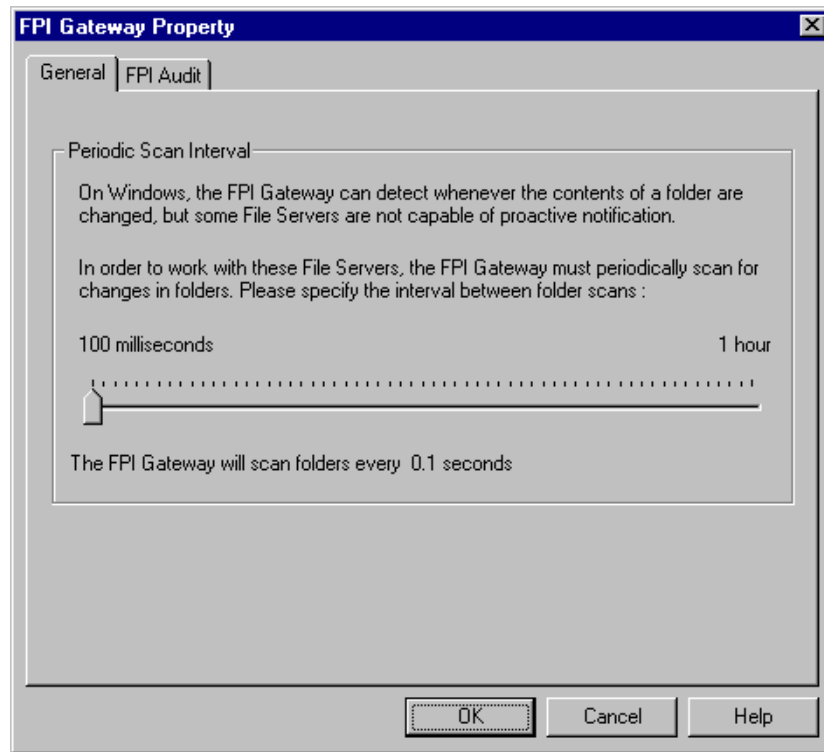 FPI Gateway Property
General
FPI Audit
Periodic Scan Interval
On Windows, the FPI Gateway can detect whenever the contents of a folder are
changed, but some File Servers are not capable of proactive notification.
In order to work with these File Servers, the FPI Gateway must periodically scan for
changes in folders. Please specify the interval between folder scans :
100 milliseconds
1 hour
The FPI Gateway will scan folders every  0.1 seconds
OK
Cancel
Help